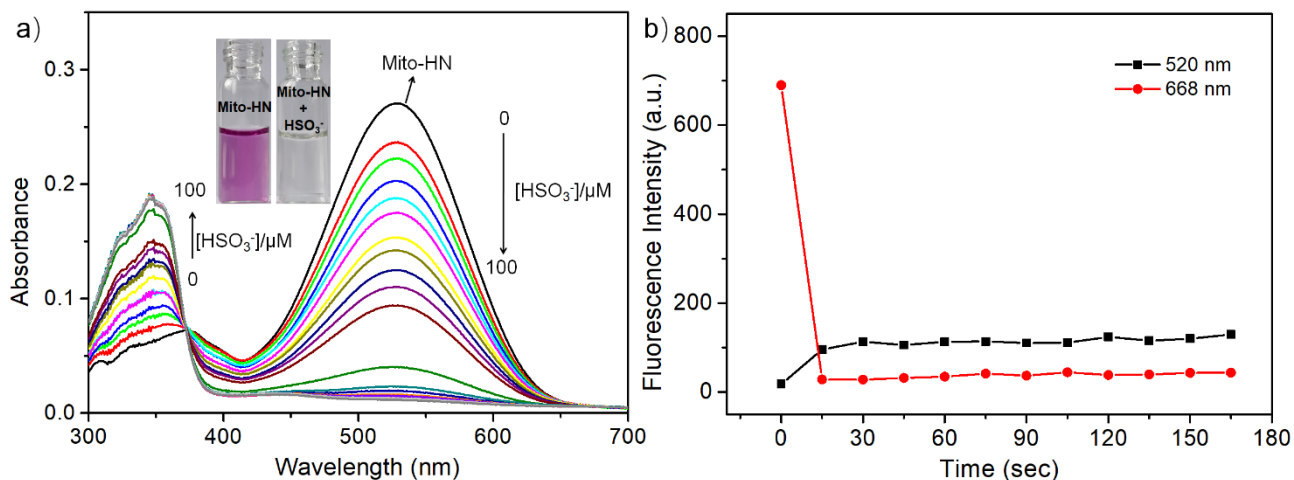 a)
0.3
0.2
0.1
0.0
Absorbance
300
400
500
600
700
Wavelength (nm)
Mito-HN
Mito-HN
+
HSO₃⁻
Mito-HN
0
[HSO₃⁻]/μM
100
100
[HSO₃⁻]/μM
0
b)
800
600
400
200
0
Fluorescence Intensity (a.u.)
0
30
60
90
120
150
180
Time (sec)
520 nm
668 nm